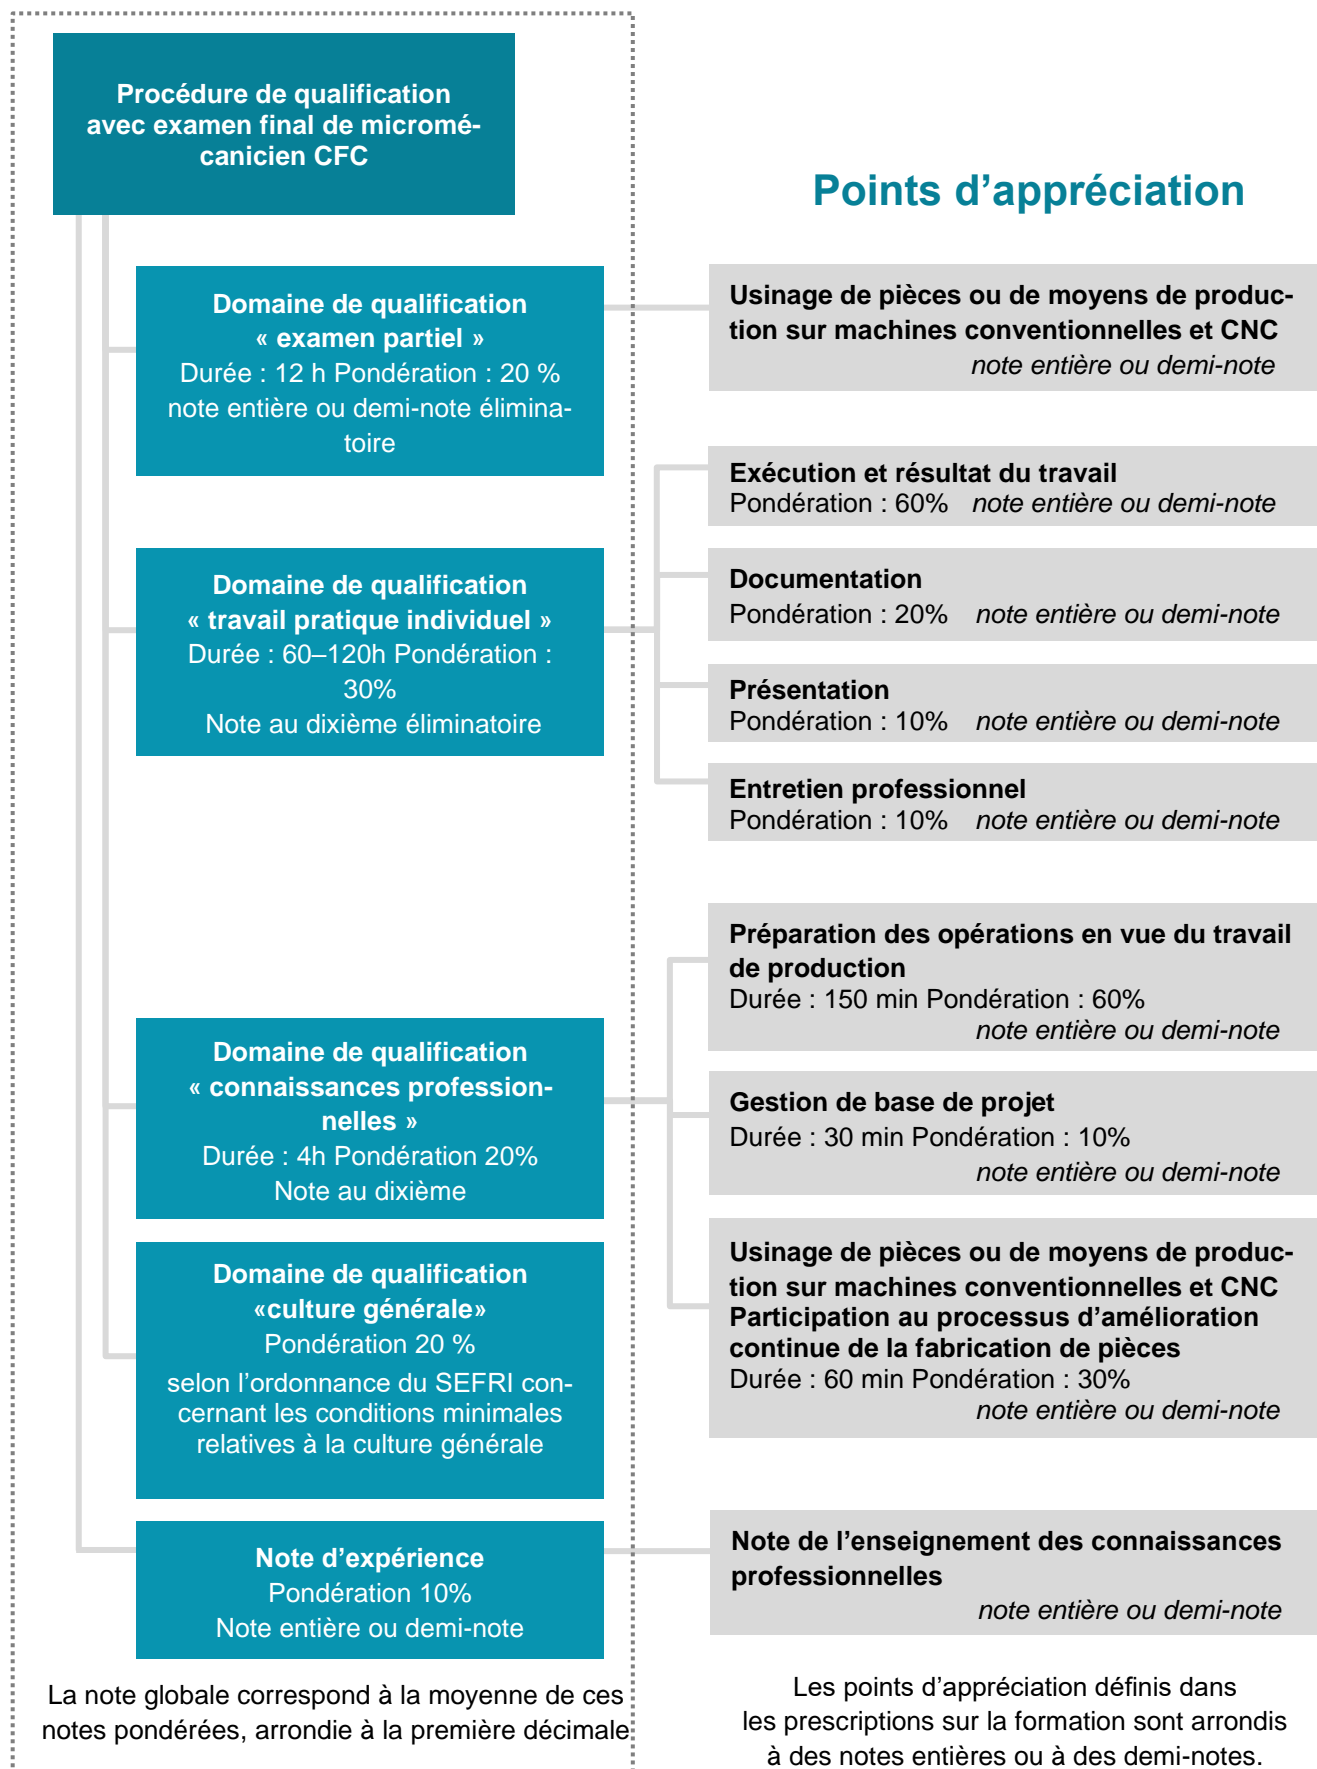 Procédure de qualification
avec examen final de micromé-
canicien CFC
Points d’appréciation
Domaine de qualification
« examen partiel »
Durée : 12 h Pondération : 20 %
note entière ou demi-note élimina-
toire
Usinage de pièces ou de moyens de produc-
tion sur machines conventionnelles et CNC
note entière ou demi-note
Domaine de qualification
« travail pratique individuel »
Durée : 60–120h Pondération :
30%
Note au dixième éliminatoire
Exécution et résultat du travail
Pondération : 60% note entière ou demi-note
Documentation
Pondération : 20% note entière ou demi-note
Présentation
Pondération : 10% note entière ou demi-note
Entretien professionnel
Pondération : 10% note entière ou demi-note
Domaine de qualification
« connaissances profession-
nelles »
Durée : 4h Pondération 20%
Note au dixième
Préparation des opérations en vue du travail
de production
Durée : 150 min Pondération : 60%
note entière ou demi-note
Gestion de base de projet
Durée : 30 min Pondération : 10%
note entière ou demi-note
Usinage de pièces ou de moyens de produc-
tion sur machines conventionnelles et CNC
Participation au processus d’amélioration
continue de la fabrication de pièces
Durée : 60 min Pondération : 30%
note entière ou demi-note
Domaine de qualification
«culture générale»
Pondération 20 %
selon l’ordonnance du SEFRI con-
cernant les conditions minimales
relatives à la culture générale
Note d’expérience
Pondération 10%
Note entière ou demi-note
Note de l’enseignement des connaissances
professionnelles
note entière ou demi-note
La note globale correspond à la moyenne de ces
notes pondérées, arrondie à la première décimale
Les points d’appréciation définis dans
les prescriptions sur la formation sont arrondis
à des notes entières ou à des demi-notes.